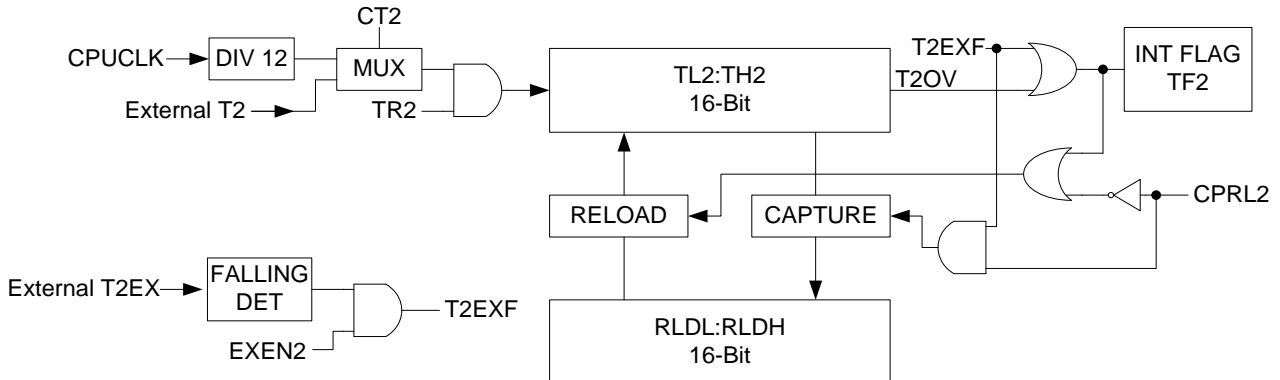 CT2
CPUCLK
DIV 12
MUX
External T2
TR2
TL2:TH2
16-Bit
T2EXF
T2OV
INT FLAG
TF2
RELOAD
CAPTURE
CPRL2
External T2EX
FALLING
DET
EXEN2
T2EXF
RLDL:RLDH
16-Bit